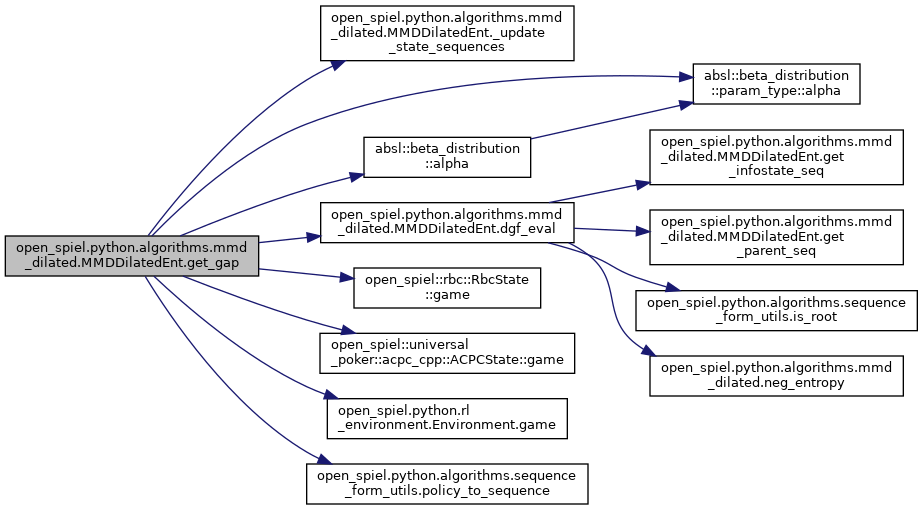 open_spiel.python.algorithms.mmd
_dilated.MMDDilatedEnt.get_gap
open_spiel.python.algorithms.mmd
_dilated.MMDDilatedEnt._update
_state_sequences
absl::beta_distribution
::param_type::alpha
absl::beta_distribution
::alpha
open_spiel.python.algorithms.mmd
_dilated.MMDDilatedEnt.dgf_eval
open_spiel.python.algorithms.mmd
_dilated.MMDDilatedEnt.get
_infostate_seq
open_spiel.python.algorithms.mmd
_dilated.MMDDilatedEnt.get
_parent_seq
open_spiel.python.algorithms.sequence
_form_utils.is_root
open_spiel.python.algorithms.mmd
_dilated.neg_entropy
open_spiel::rbc::RbcState
::game
open_spiel::universal
_poker::acpc_cpp::ACPCState::game
open_spiel.python.rl
_environment.Environment.game
open_spiel.python.algorithms.sequence
_form_utils.policy_to_sequence